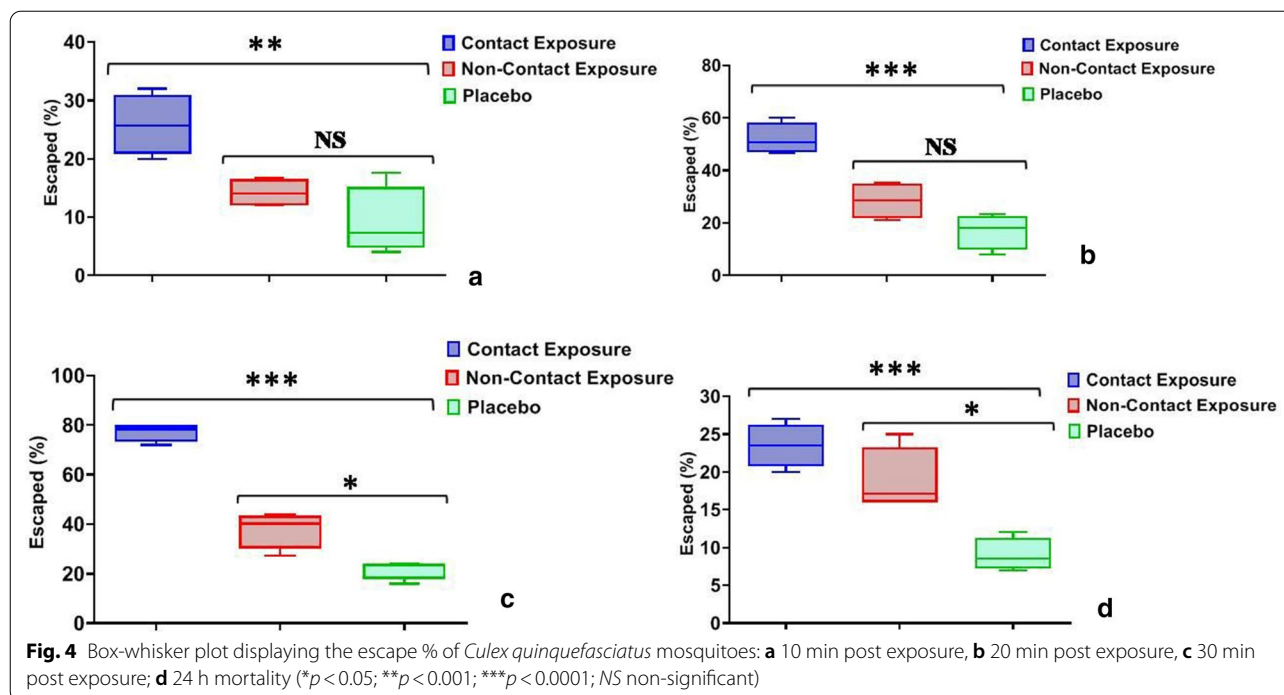 40
30
20
10
0
Escaped (%)
**
NS
Contact Exposure
Non-Contact Exposure
Placebo
a
80
60
40
20
0
Escaped (%)
***
NS
Contact Exposure
Non-Contact Exposure
Placebo
b
100
80
60
40
20
0
Escaped (%)
***
*
Contact Exposure
Non-Contact Exposure
Placebo
c
30
25
20
15
10
5
0
Escaped (%)
***
*
Contact Exposure
Non-Contact Exposure
Placebo
d
Fig. 4 Box-whisker plot displaying the escape % of Culex quinquefasciatus mosquitoes: a 10 min post exposure, b 20 min post exposure, c 30 min
post exposure; d 24 h mortality (*p < 0.05; **p < 0.001; ***p < 0.0001; NS non-significant)